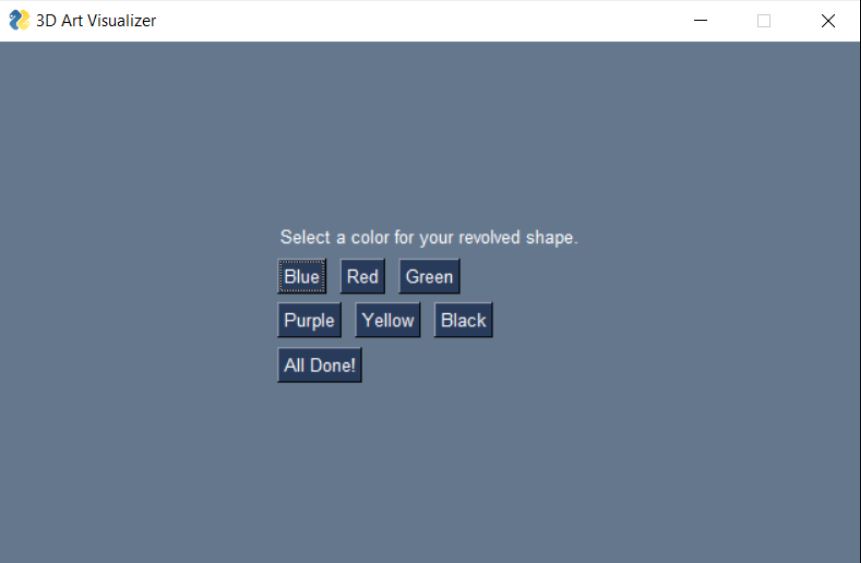 3D Art Visualizer
Select a color for your revolved shape.
Blue Red Green
Purple Yellow Black
All Done!